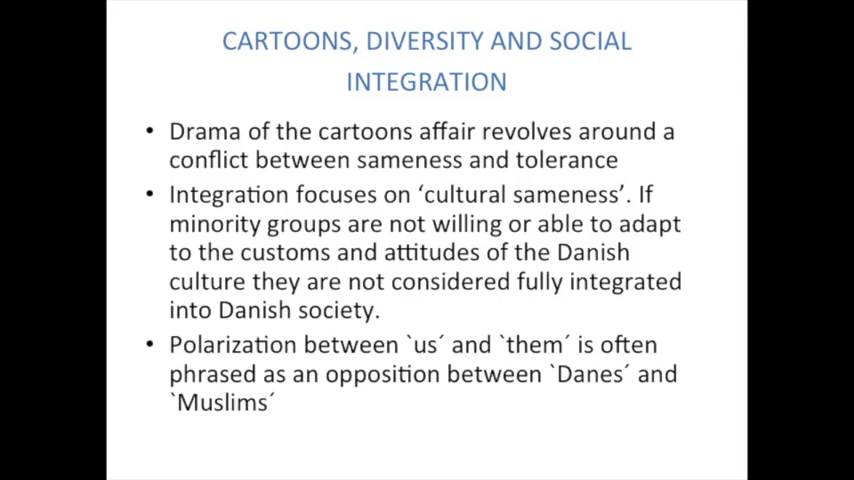 CARTOONS, DIVERSITY AND SOCIAL
INTEGRATION
• Drama of the cartoons affair revolves around a
conflict between sameness and tolerance
• Integration focuses on ‘cultural sameness’. If
minority groups are not willing or able to adapt
to the customs and attitudes of the Danish
culture they are not considered fully integrated
into Danish society.
• Polarization between `us´ and `them´ is often
phrased as an opposition between `Danes´ and
`Muslims´